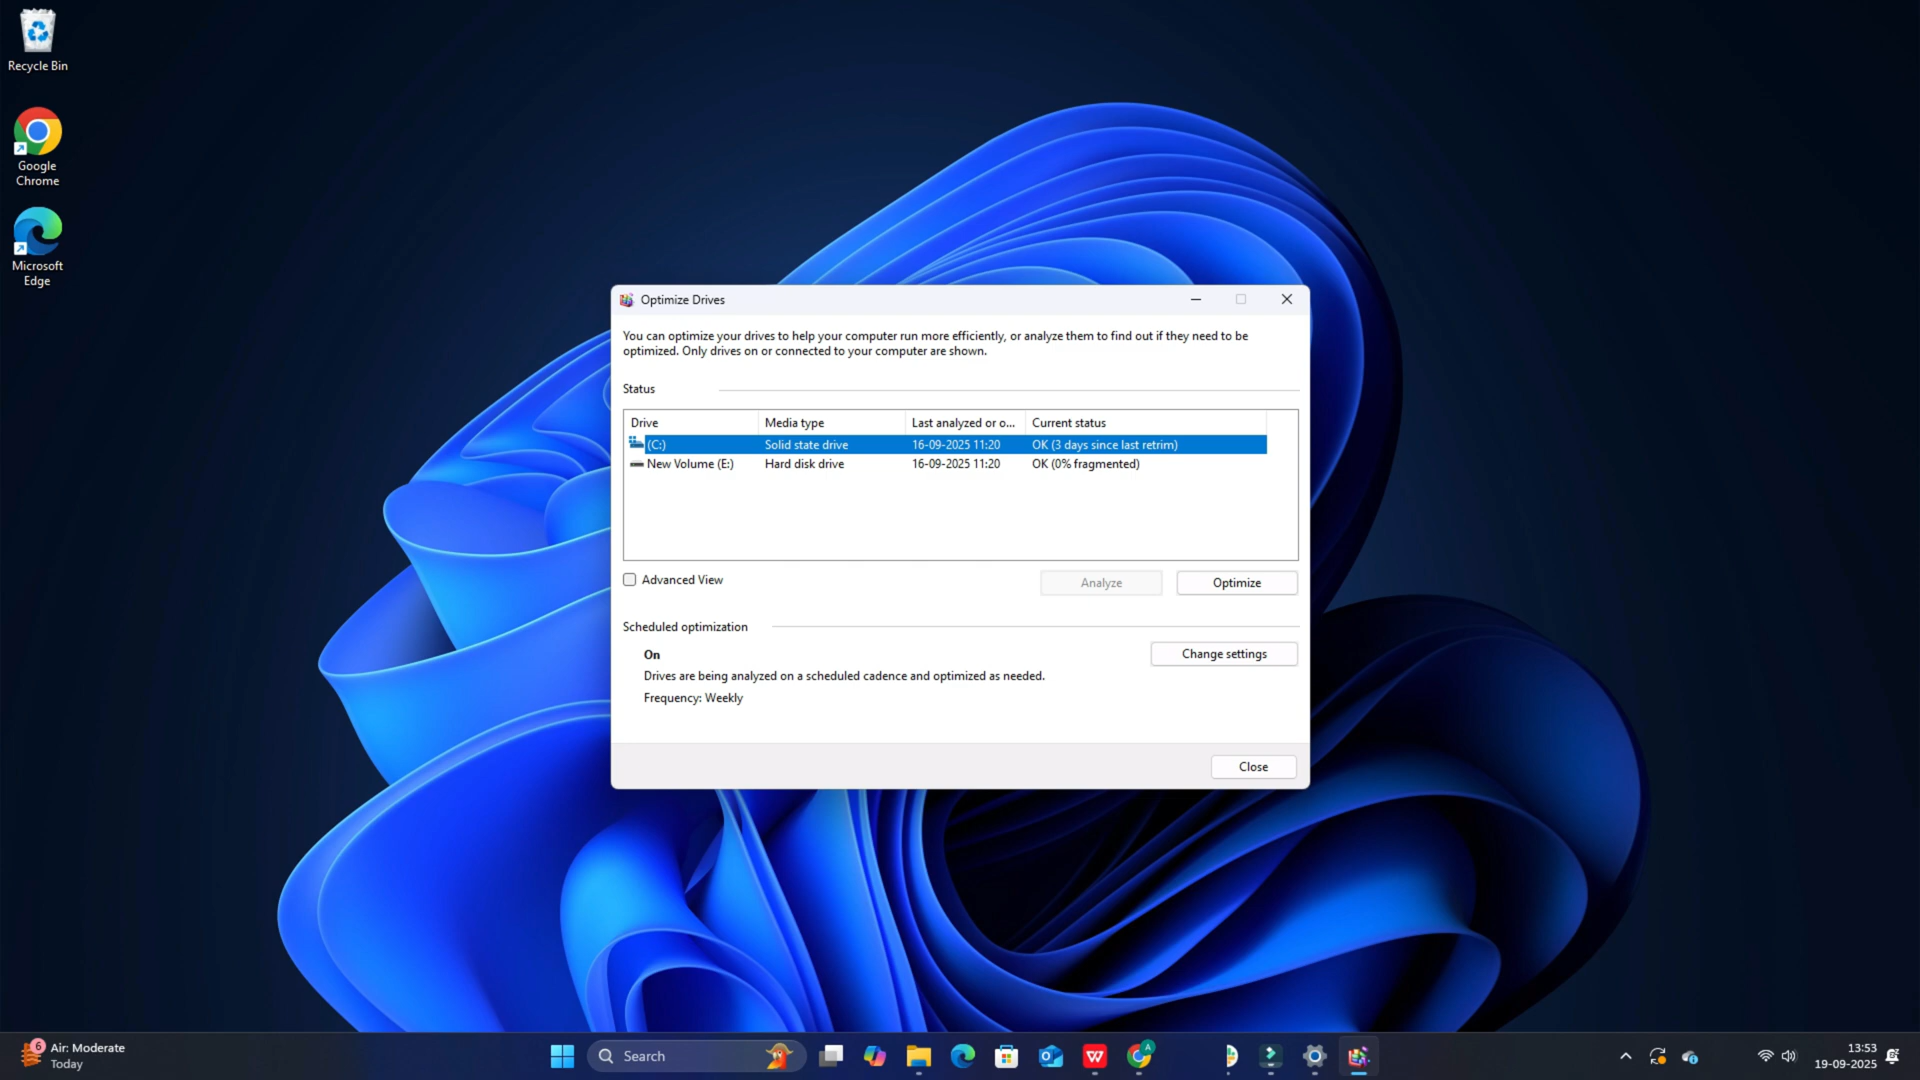 Recycle Bin
Google
Chrome
Microsoft
Edge
Optimize Drives
You can optimize your drives to help your computer run more efficiently, or analyze them to find out if they need to be
optimized. Only drives on or connected to your computer are shown.
Status
Drive Media type Last analyzed or o... Current status
(C:) Solid state drive 16-09-2025 11:20 OK (3 days since last retrim)
New Volume (E:) Hard disk drive 16-09-2025 11:20 OK (0% fragmented)
Advanced View Analyze Optimize
Scheduled optimization
On Change settings
Drives are being analyzed on a scheduled cadence and optimized as needed.
Frequency: Weekly
Close
6 Air: Moderate
Today
Search
W
A
13:53
19-09-2025